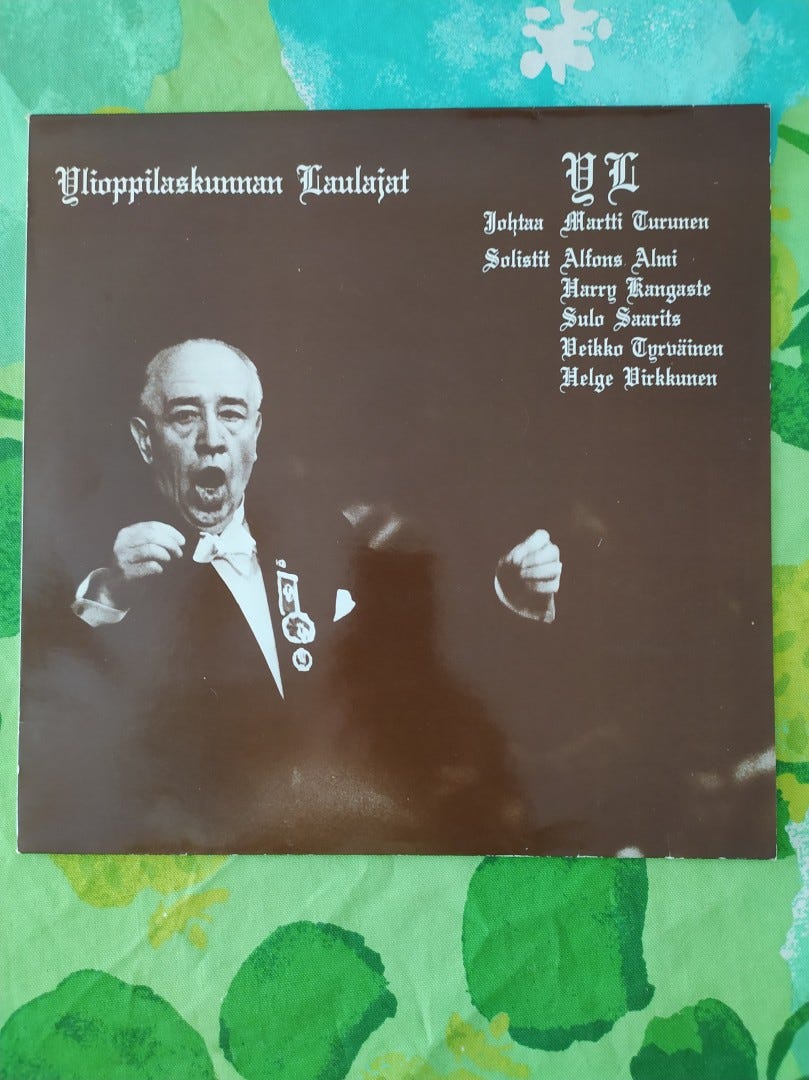 Ylioppilaskunnan Laulajat
YL
Johtaa Martti Turunen
Solistit Alfons Almi
Harry Kangaste
Sulo Saarits
Veikko Tyrväinen
Helge Virkkunen